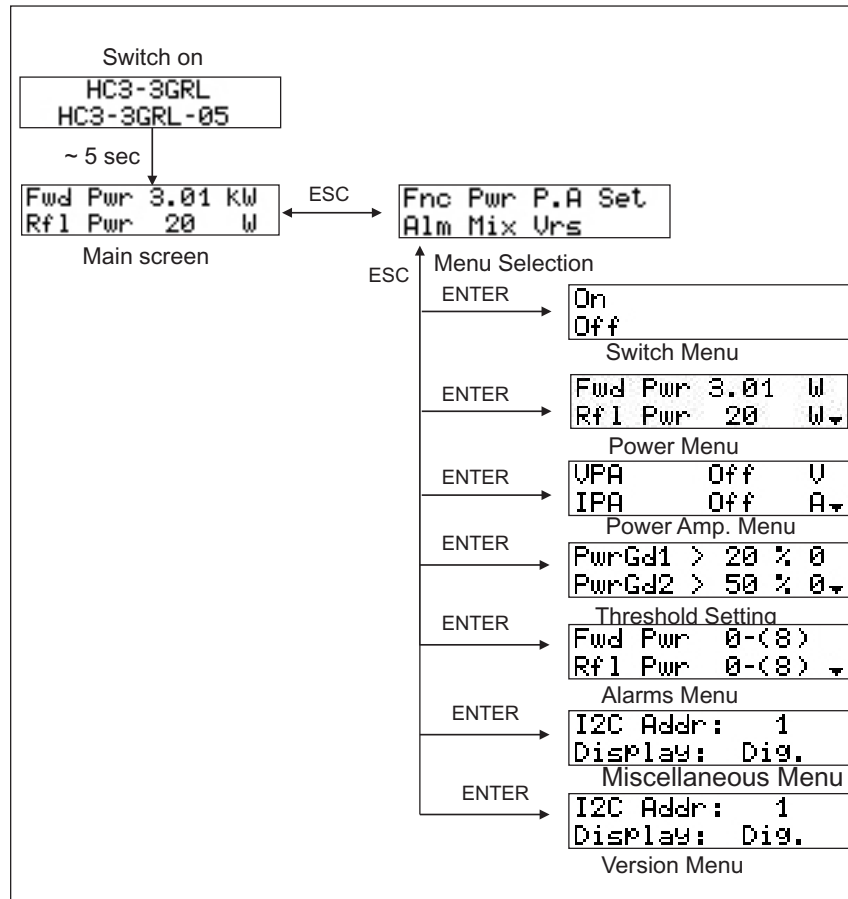 Switch on
HC3-3GRL
HC3-3GRL-05
~ 5 sec
Fwd Pwr 3.01 KW
Rfl Pwr 20 W
Main screen
ESC
Fnc Pwr P.A Set
Alm Mix Vrs
ESC
Menu Selection
ENTER
On
Off
Switch Menu
ENTER
Fwd Pwr 3.01 W
Rfl Pwr 20 W
Power Menu
ENTER
VPA Off V
IPA Off A
Power Amp. Menu
ENTER
PwrGd1 > 20 % 0
PwrGd2 > 50 % 0
Threshold Setting
ENTER
Fwd Pwr 0-(8)
Rfl Pwr 0-(8)
Alarms Menu
ENTER
I2C Addr: 1
Display: Dig.
Miscellaneous Menu
ENTER
I2C Addr: 1
Display: Dig.
Version Menu